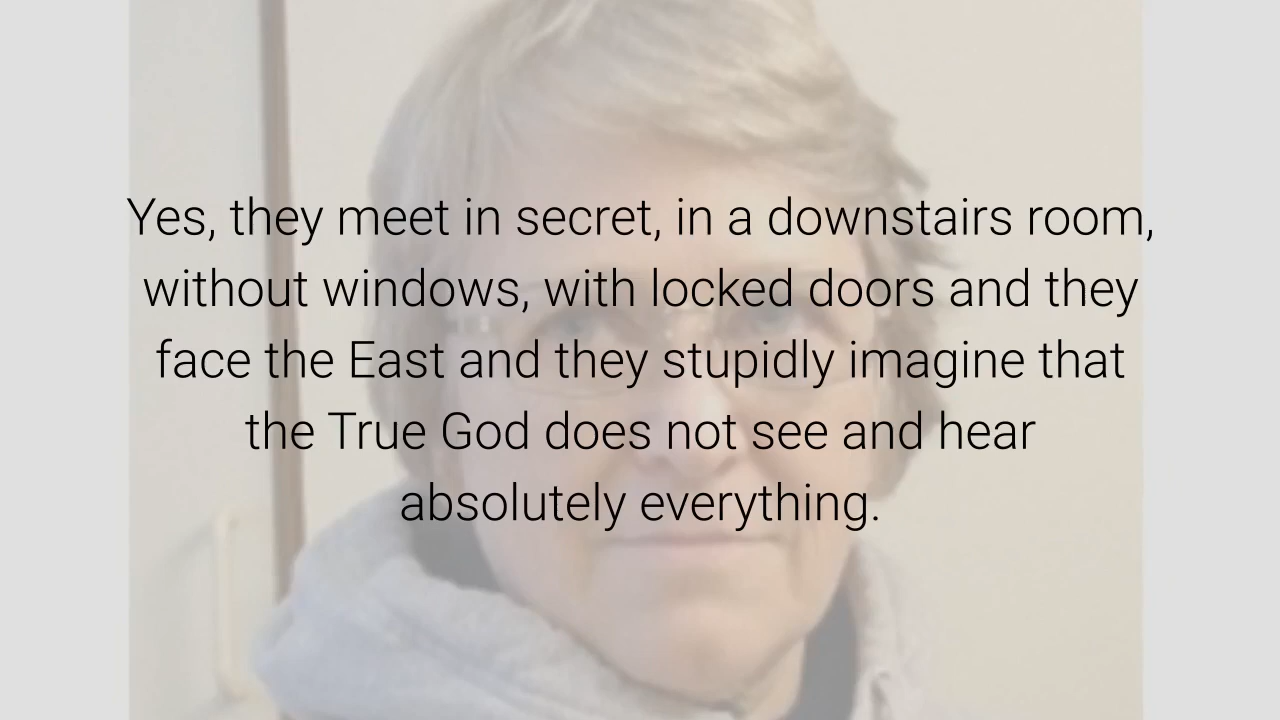 Yes, they meet in secret, in a downstairs room,
without windows, with locked doors and they
face the East and they stupidly imagine that
the True God does not see and hear
absolutely everything.